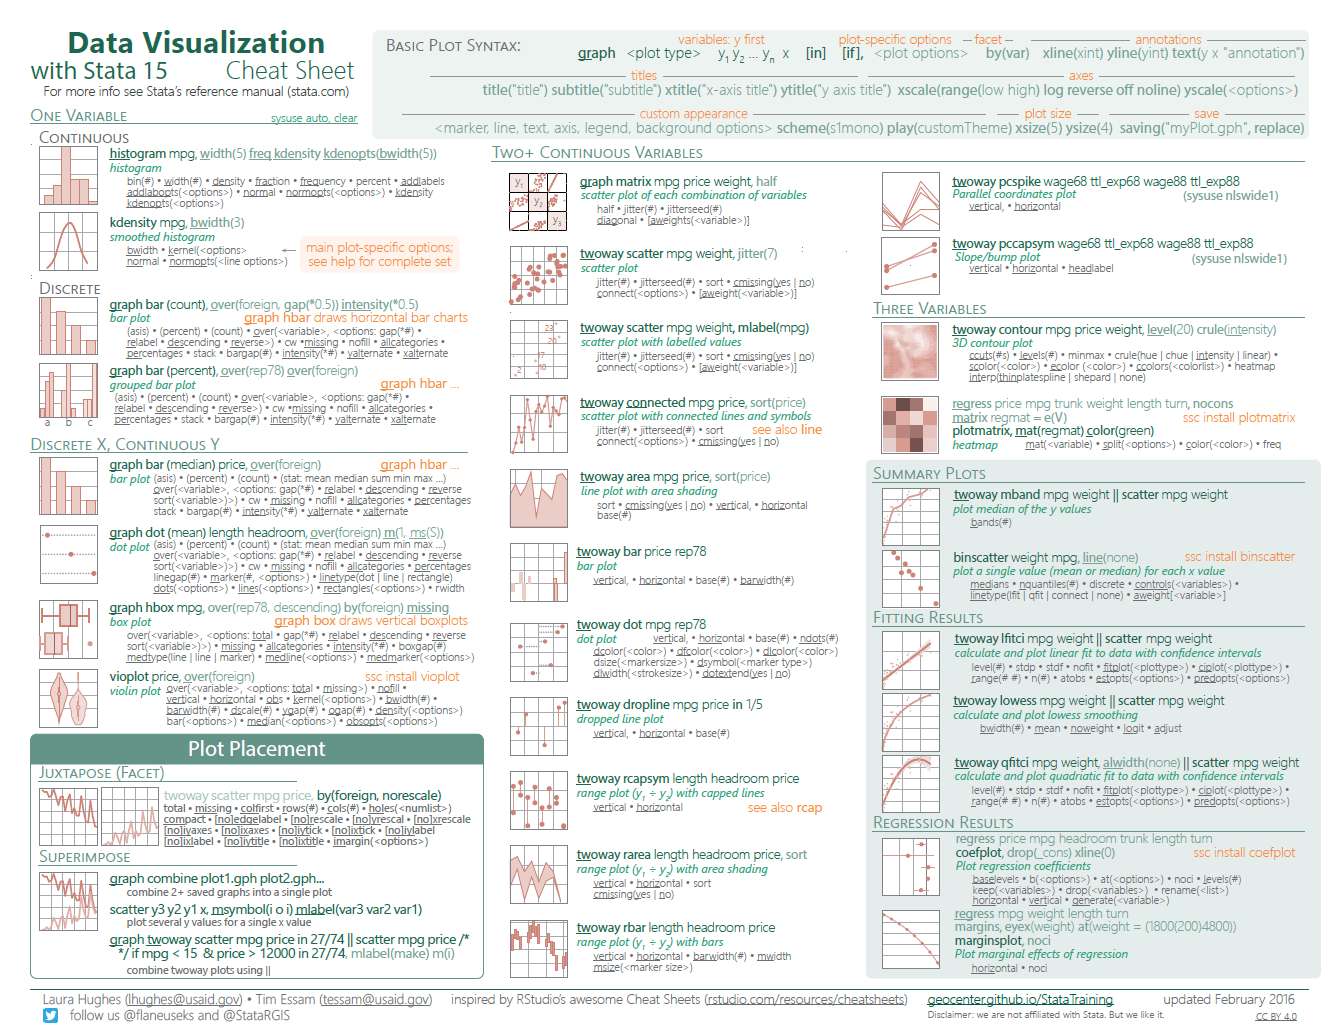 Data Visualization
with Stata 15 Cheat Sheet
For more info see Stata's reference manual (stata.com)
BASIC PLOT SYNTAX:
variables: y first plot-specific options facet annotations
graph <plot type> y1 y2 ... yn x [in] [if], <plot options> by(var) xline(xint) yline(yint) text(y x "annotation")
titles axes
title("title") subtitle("subtitle") xtitle("x-axis title") ytitle("y axis title") xscale(range(low high) log reverse off noline) yscale(<options>)
custom appearance plot size save
<marker, line, text, axis, legend, background options> scheme(s1mono) play(customTheme) xsize(5) ysize(4) saving("myPlot.gph", replace)
ONE VARIABLE sysuse auto, clear
CONTINUOUS
histogram mpg, width(5) freq kdensity kdenopts(bwidth(5))
histogram
bin(#) • width(#) • density • fraction • frequency • percent • addlabels
addlabopts(<options>) • normal • normopts(<options>) • kdensity
kdenopts(<options>)
kdensity mpg, bwidth(3)
smoothed histogram
bwidth • kernel(<options>
normal • normopts(<line options>)
main plot-specific options;
see help for complete set
DISCRETE
graph bar (count), over(foreign, gap(*0.5)) intensity(*0.5)
bar plot graph hbar draws horizontal bar charts
(asis) • (percent) • (count) • over(<variable>, <options: gap(*#) •
relabel • descending • reverse>) • cw •missing • nofill • allcategories •
percentages • stack • bargap(#) • intensity(*#) • yalternate • xalternate
graph bar (percent), over(rep78) over(foreign)
grouped bar plot graph hbar ...
(asis) • (percent) • (count) • over(<variable>, <options: gap(*#) •
relabel • descending • reverse>) • cw •missing • nofill • allcategories •
percentages • stack • bargap(#) • intensity(*#) • yalternate • xalternate
a b c
DISCRETE X, CONTINUOUS Y
graph bar (median) price, over(foreign) graph hbar ...
bar plot (asis) • (percent) • (count) • (stat: mean median sum min max ...)
over(<variable>, <options: gap(*#) • relabel • descending • reverse
sort(<variable>)>) • cw • missing • nofill • allcategories • percentages
stack • bargap(#) • intensity(*#) • yalternate • xalternate
graph dot (mean) length headroom, over(foreign) m(1, ms(S))
dot plot (asis) • (percent) • (count) • (stat: mean median sum min max ...)
over(<variable>, <options: gap(*#) • relabel • descending • reverse
sort(<variable>)>) • cw • missing • nofill • allcategories • percentages
linegap(#) • marker(#, <options>) • linetype(dot | line | rectangle)
dots(<options>) • lines(<options>) • rectangles(<options>) • rwidth
graph hbox mpg, over(rep78, descending) by(foreign) missing
box plot graph box draws vertical boxplots
over(<variable>, <options: total • gap(*#) • relabel • descending • reverse
sort(<variable>)>) • missing • allcategories • intensity(*#) • boxgap(#)
medtype(line | line | marker) • medline(<options>) • medmarker(<options>)
vioplot price, over(foreign) ssc install vioplot
violin plot over(<variable>, <options: total • missing>) • nofill •
vertical • horizontal • obs • kernel(<options>) • bwidth(#) •
barwidth(#) • dscale(#) • ygap(#) • ogap(#) • density(<options>)
bar(<options>) • median(<options>) • obsopts(<options>)
Plot Placement
JUXTAPOSE (FACET)
twoway scatter mpg price, by(foreign, norescale)
total • missing • colfirst • rows(#) • cols(#) • holes(<numlist>)
compact • [no]edgelabel • [no]rescale • [no]yrescal • [no]xrescale
[no]iyaxes • [no]ixaxes • [no]iytick • [no]ixtick • [no]iylabel
[no]ixlabel • [no]iytitle • [no]ixtitle • imargin(<options>)
SUPERIMPOSE
graph combine plot1.gph plot2.gph...
combine 2+ saved graphs into a single plot
scatter y3 y2 y1 x, msymbol(i o i) mlabel(var3 var2 var1)
plot several y values for a single x value
graph twoway scatter mpg price in 27/74 || scatter mpg price /*
*/ if mpg < 15 & price > 12000 in 27/74, mlabel(make) m(i)
combine twoway plots using ||
TWO+ CONTINUOUS VARIABLES
y1
y2
y3
graph matrix mpg price weight, half
scatter plot of each combination of variables
half • jitter(#) • jitterseed(#)
diagonal • [aweights(<variable>)]
twoway scatter mpg weight, jitter(7)
scatter plot
jitter(#) • jitterseed(#) • sort • cmissing(yes | no)
connect(<options>) • [aweight(<variable>)]
23
20
17
2 10
twoway scatter mpg weight, mlabel(mpg)
scatter plot with labelled values
jitter(#) • jitterseed(#) • sort • cmissing(yes | no)
connect(<options>) • [aweight(<variable>)]
twoway connected mpg price, sort(price)
scatter plot with connected lines and symbols
jitter(#) • jitterseed(#) • sort see also line
connect(<options>) • cmissing(yes | no)
twoway area mpg price, sort(price)
line plot with area shading
sort • cmissing(yes | no) • vertical, • horizontal
base(#)
twoway bar price rep78
bar plot
vertical, • horizontal • base(#) • barwidth(#)
twoway dot mpg rep78
dot plot vertical, • horizontal • base(#) • ndots(#)
dcolor(<color>) • dfcolor(<color>) • dlcolor(<color>)
dsize(<markersize>) • dsymbol(<marker type>)
dlwidth(<strokesize>) • dotextend(yes | no)
twoway dropline mpg price in 1/5
dropped line plot
vertical, • horizontal • base(#)
twoway rcapsym length headroom price
range plot (y1 ÷ y2) with capped lines
vertical • horizontal see also rcap
twoway rarea length headroom price, sort
range plot (y1 ÷ y2) with area shading
vertical • horizontal • sort
cmissing(yes | no)
twoway rbar length headroom price
range plot (y1 ÷ y2) with bars
vertical • horizontal • barwidth(#) • mwidth
msize(<marker size>)
twoway pcspike wage68 ttl_exp68 wage88 ttl_exp88
Parallel coordinates plot (sysuse nlswide1)
vertical, • horizontal
twoway pccapsym wage68 ttl_exp68 wage88 ttl_exp88
Slope/bump plot (sysuse nlswide1)
vertical • horizontal • headlabel
THREE VARIABLES
twoway contour mpg price weight, level(20) crule(intensity)
3D contour plot
ccuts(#s) • levels(#) • minmax • crule(hue | chue | intensity | linear) •
scolor(<color>) • ecolor (<color>) • ccolors(<colorlist>) • heatmap
interp(thinplatespline | shepard | none)
regress price mpg trunk weight length turn, nocons
matrix regmat = e(V) ssc install plotmatrix
plotmatrix, mat(regmat) color(green)
heatmap mat(<variable) • split(<options>) • color(<color>) • freq
SUMMARY PLOTS
twoway mband mpg weight || scatter mpg weight
plot median of the y values
bands(#)
binscatter weight mpg, line(none) ssc install binscatter
plot a single value (mean or median) for each x value
medians • nquantiles(#) • discrete • controls(<variables>) •
linetype(lfit | qfit | connect | none) • aweight[<variable>]
FITTING RESULTS
twoway lfitci mpg weight || scatter mpg weight
calculate and plot linear fit to data with confidence intervals
level(#) • stdp • stdf • nofit • fitplot(<plottype>) • ciplot(<plottype>) •
range(# #) • n(#) • atobs • estopts(<options>) • predopts(<options>)
twoway lowess mpg weight || scatter mpg weight
calculate and plot lowess smoothing
bwidth(#) • mean • noweight • logit • adjust
twoway qfitci mpg weight, alwidth(none) || scatter mpg weight
calculate and plot quadriatic fit to data with confidence intervals
level(#) • stdp • stdf • nofit • fitplot(<plottype>) • ciplot(<plottype>) •
range(# #) • n(#) • atobs • estopts(<options>) • predopts(<options>)
REGRESSION RESULTS
regress price mpg headroom trunk length turn
coefplot, drop(_cons) xline(0) ssc install coefplot
Plot regression coefficients
baselevels • b(<options>) • at(<options>) • noci • levels(#)
keep(<variables>) • drop(<variables>) • rename(<list>)
horizontal • vertical • generate(<variable>)
regress mpg weight length turn
margins, eyex(weight) at(weight = (1800(200)4800))
marginsplot, noci
Plot marginal effects of regression
horizontal • noci
Laura Hughes (lhughes@usaid.gov) • Tim Essam (tessam@usaid.gov) inspired by RStudio's awesome Cheat Sheets (rstudio.com/resources/cheatsheets) geocenter.github.io/StataTraining updated February 2016
follow us @flaneuseks and @StataRGIS Disclaimer: we are not affiliated with Stata. But we like it. CC BY 4.0